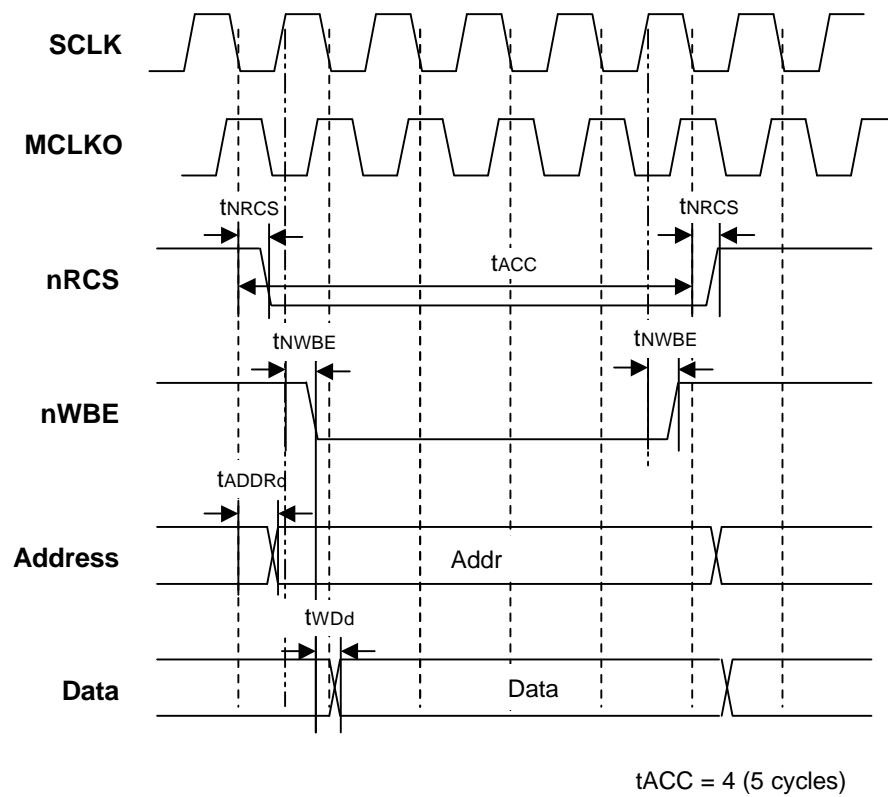 SCLK
MCLKO
tNRCS
tNRCS
nRCS
tACC
tNWBE
tNWBE
nWBE
tADDRd
Address
Addr
tWDd
Data
Data
tACC = 4 (5 cycles)